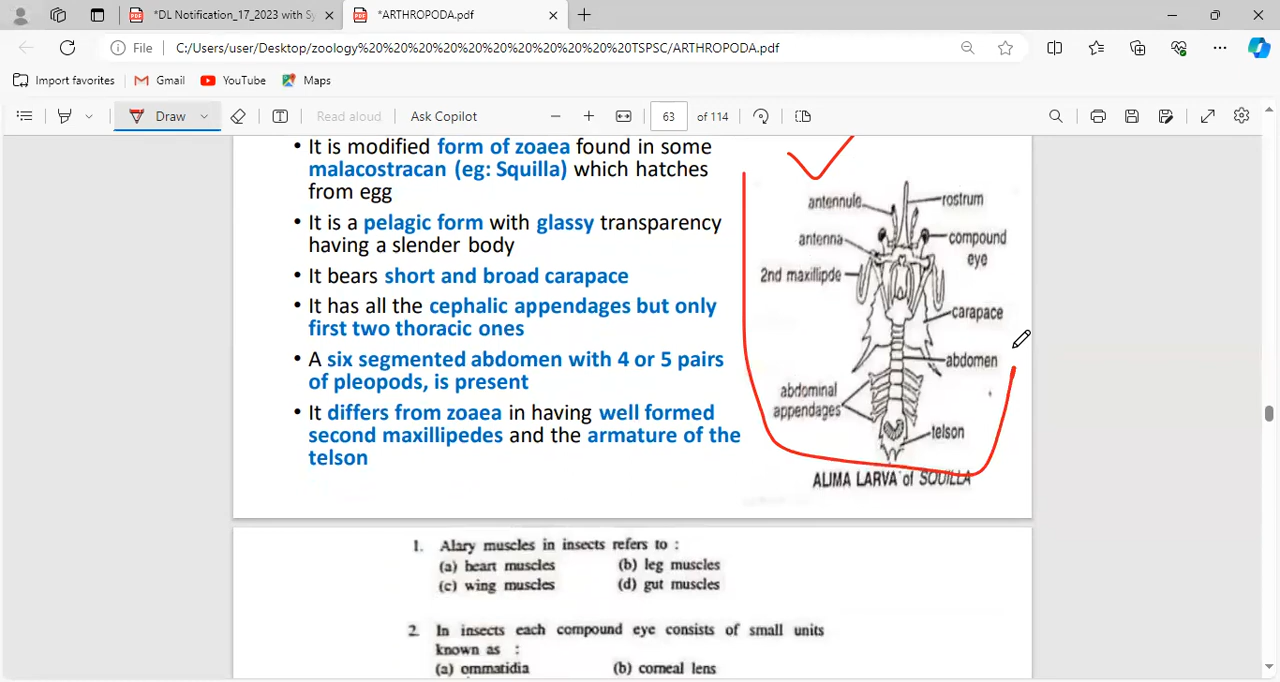 *DL Notification_17_2023 with Sy
*ARTHROPODA.pdf
File
C:/Users/user/Desktop/zoology%20%20%20%20%20%20%20%20%20%20TSPSC/ARTHROPODA.pdf
Import favorites
Gmail
YouTube
Maps
Draw
Read aloud
Ask Copilot
63
of 114
• It is modified form of zoaea found in some
malacostracan (eg: Squilla) which hatches
from egg
• It is a pelagic form with glassy transparency
having a slender body
• It bears short and broad carapace
• It has all the cephalic appendages but only
first two thoracic ones
• A six segmented abdomen with 4 or 5 pairs
of pleopods, is present
• It differs from zoaea in having well formed
second maxillipedes and the armature of the
telson
antennule
rostrum
antenna
compound
eye
2nd maxillipde
carapace
abdomen
abdominal
appendages
telson
ALIMA LARVA of SQUILLA
1. Alary muscles in insects refers to :
(a) heart muscles (b) leg muscles
(c) wing muscles (d) gut muscles
2. In insects each compound eye consists of small units
known as :
(a) ommatidia (b) corneal lens